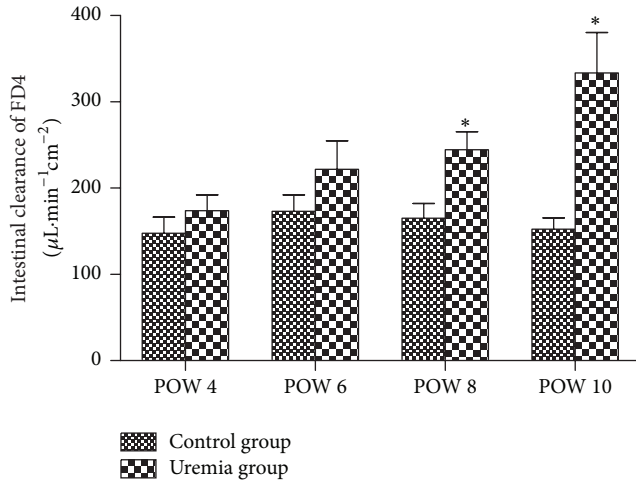 Intestinal clearance of FD4
(μL·min⁻¹cm⁻²)
400
300
200
100
0
*
*
POW 4
POW 6
POW 8
POW 10
Control group
Uremia group